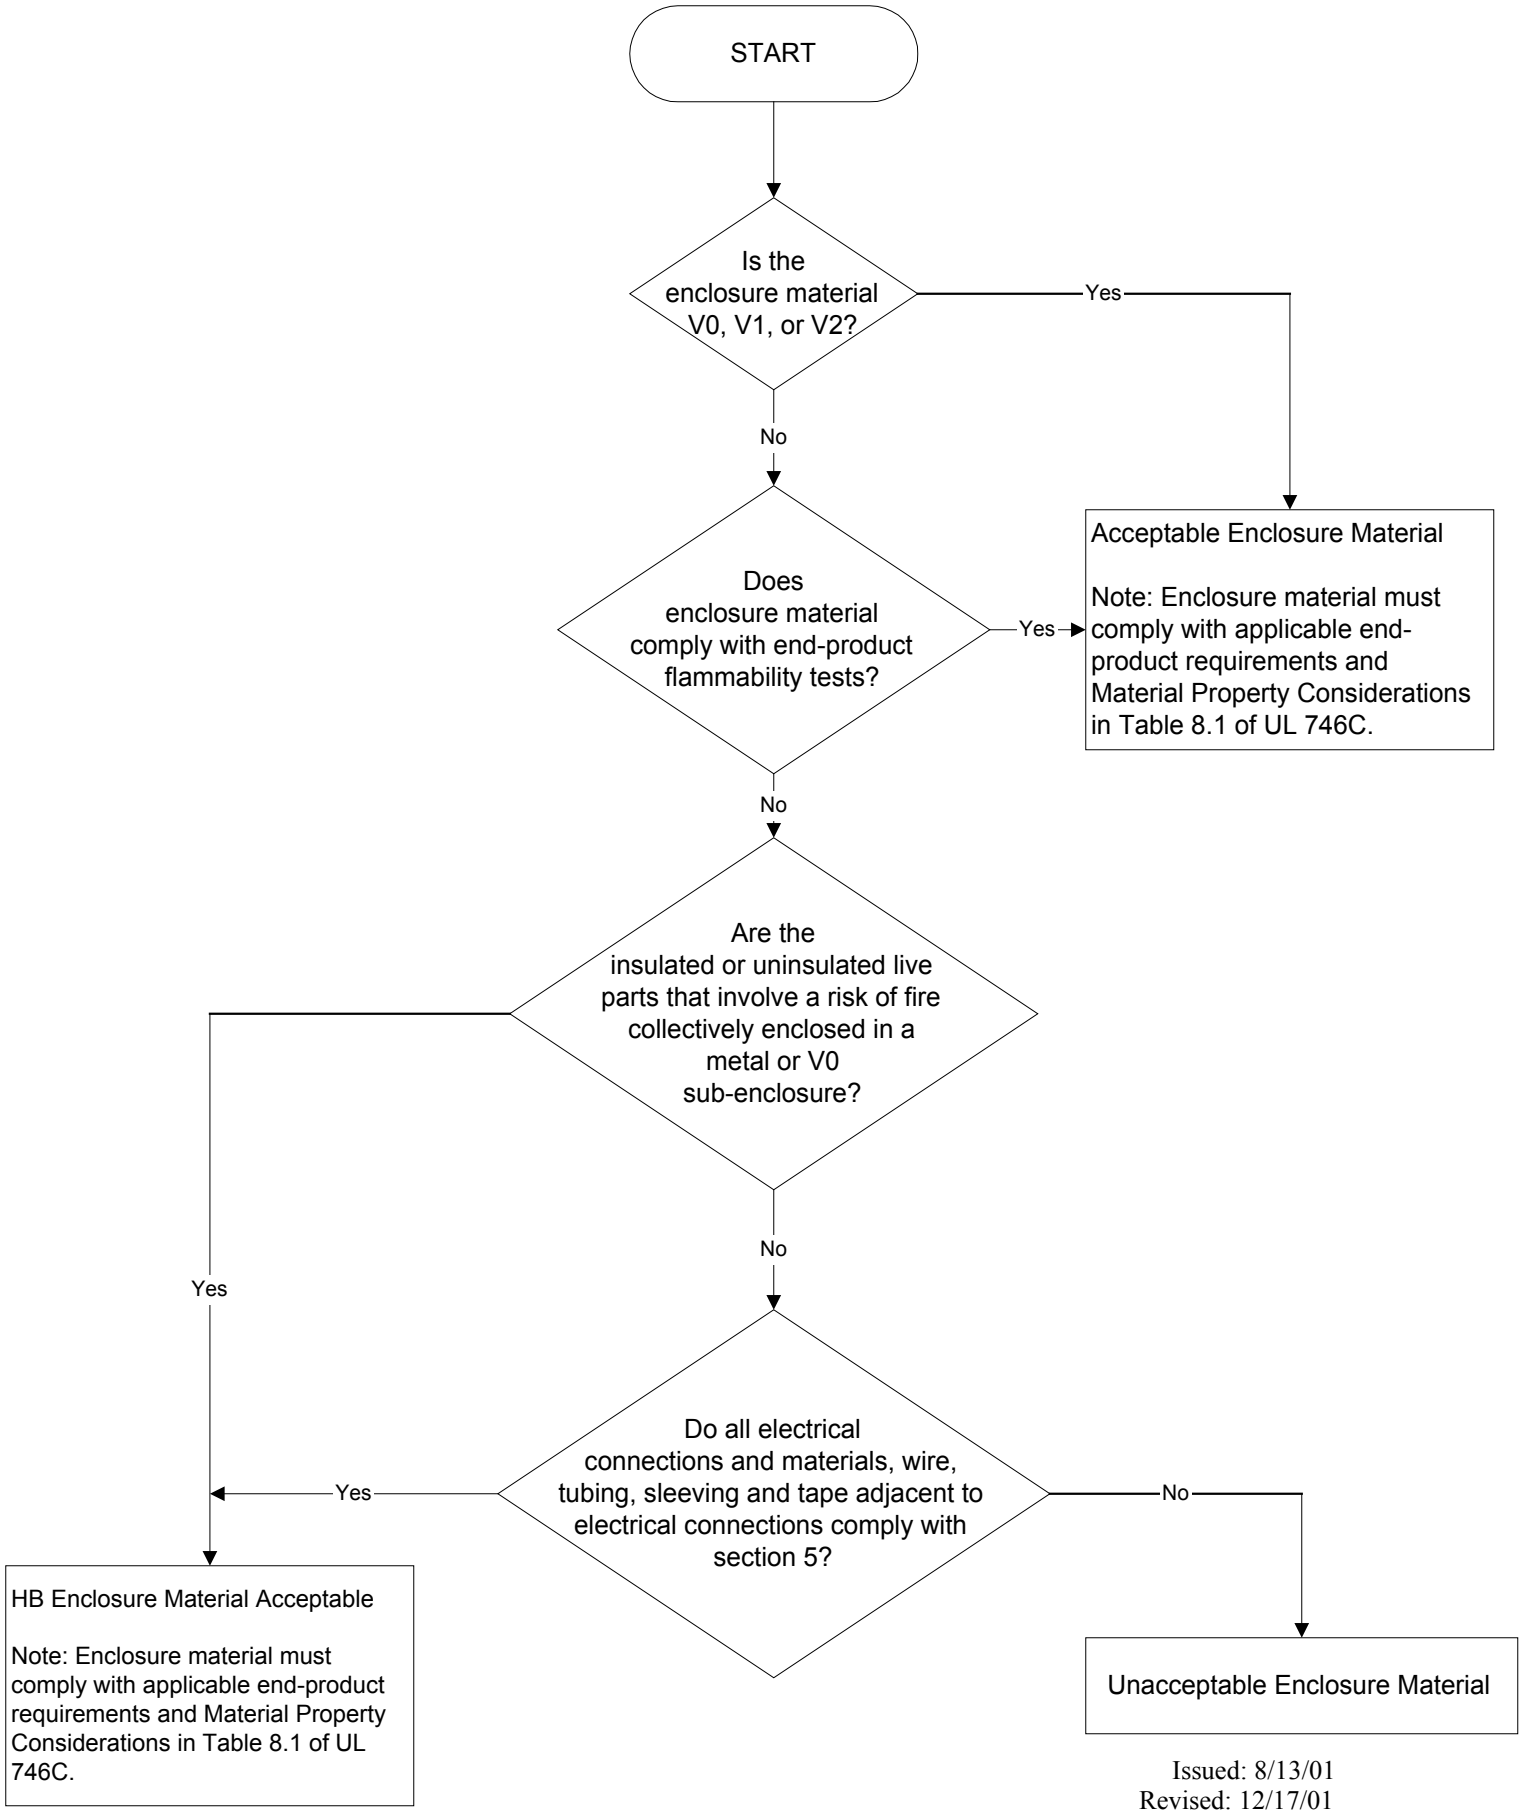 START
Is the
enclosure material
V0, V1, or V2?
Yes
No
Does
enclosure material
comply with end-product
flammability tests?
Yes
Acceptable Enclosure Material
Note: Enclosure material must
comply with applicable end-
product requirements and
Material Property Considerations
in Table 8.1 of UL 746C.
No
Are the
insulated or uninsulated live
parts that involve a risk of fire
collectively enclosed in a
metal or V0
sub-enclosure?
No
Yes
Do all electrical
connections and materials, wire,
tubing, sleeving and tape adjacent to
electrical connections comply with
section 5?
Yes
No
HB Enclosure Material Acceptable
Note: Enclosure material must
comply with applicable end-product
requirements and Material Property
Considerations in Table 8.1 of UL
746C.
Unacceptable Enclosure Material
Issued: 8/13/01
Revised: 12/17/01